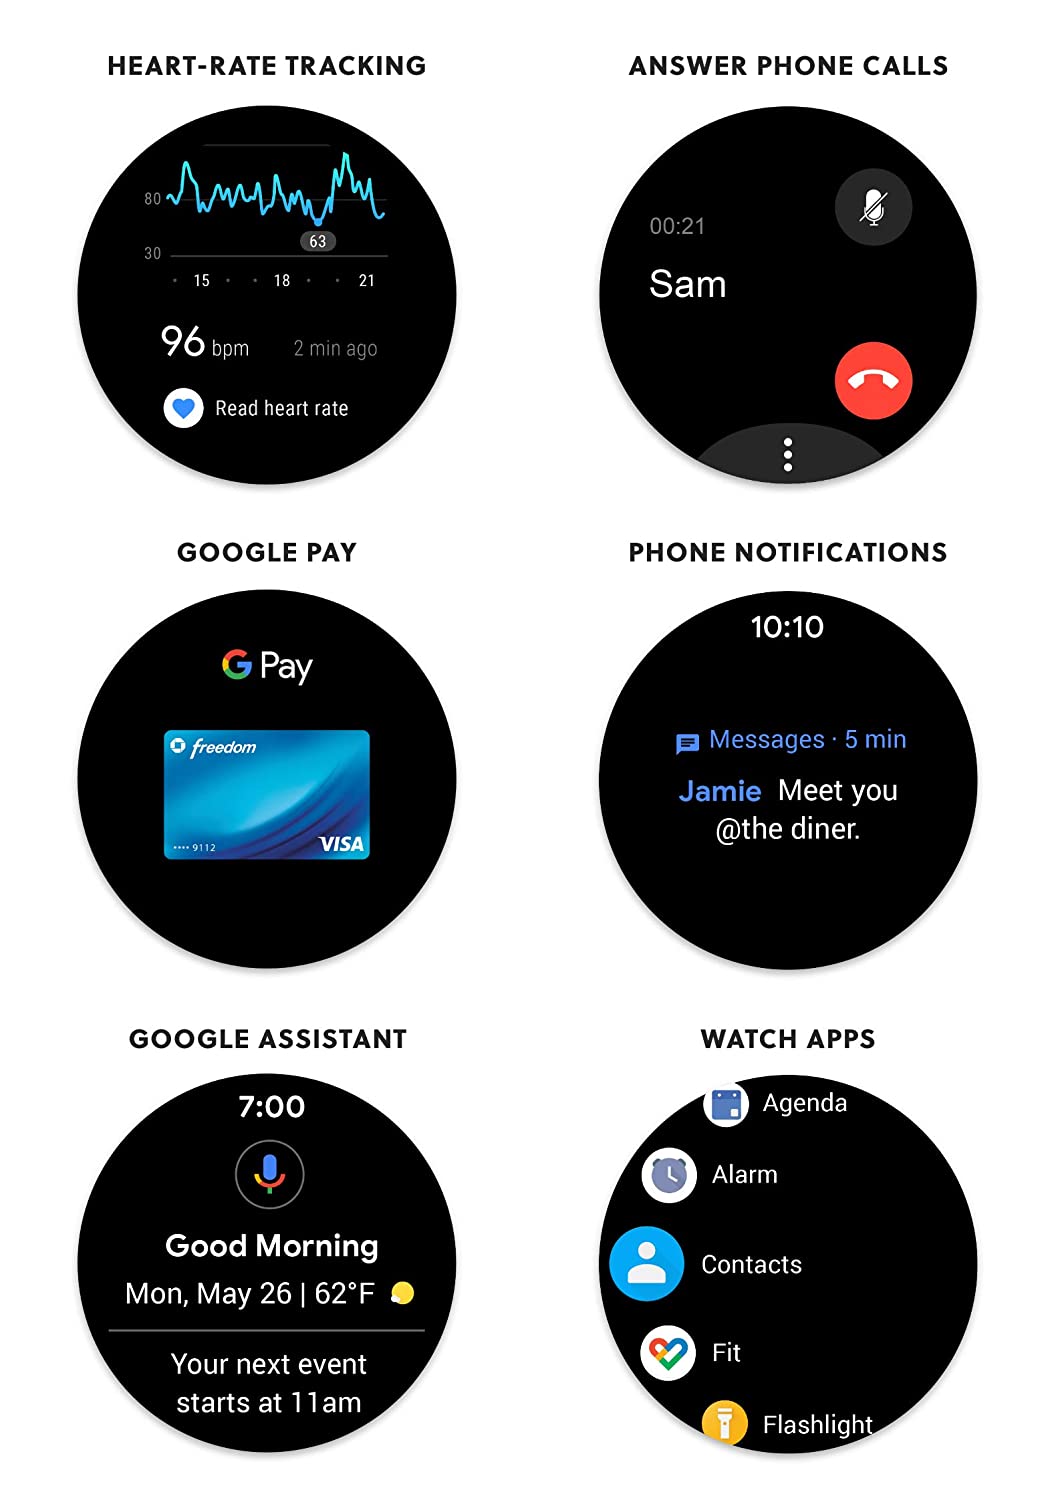 HEART-RATE TRACKING
80
63
30
15 18 21
96 bpm 2 min ago
Read heart rate
ANSWER PHONE CALLS
00:21
Sam
GOOGLE PAY
G Pay
freedom
•••• 9112 VISA
PHONE NOTIFICATIONS
10:10
Messages · 5 min
Jamie Meet you
@the diner.
GOOGLE ASSISTANT
7:00
Good Morning
Mon, May 26 | 62°F
Your next event
starts at 11am
WATCH APPS
Agenda
Alarm
Contacts
Fit
Flashlight